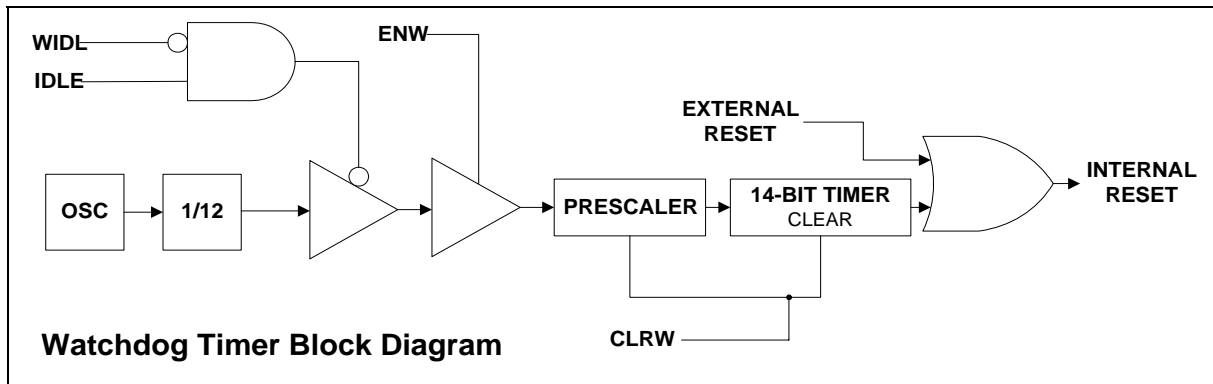 WIDL
IDLE
ENW
EXTERNAL
RESET
INTERNAL
RESET
OSC
1/12
PRESCALER
14-BIT TIMER
CLEAR
CLRW
Watchdog Timer Block Diagram